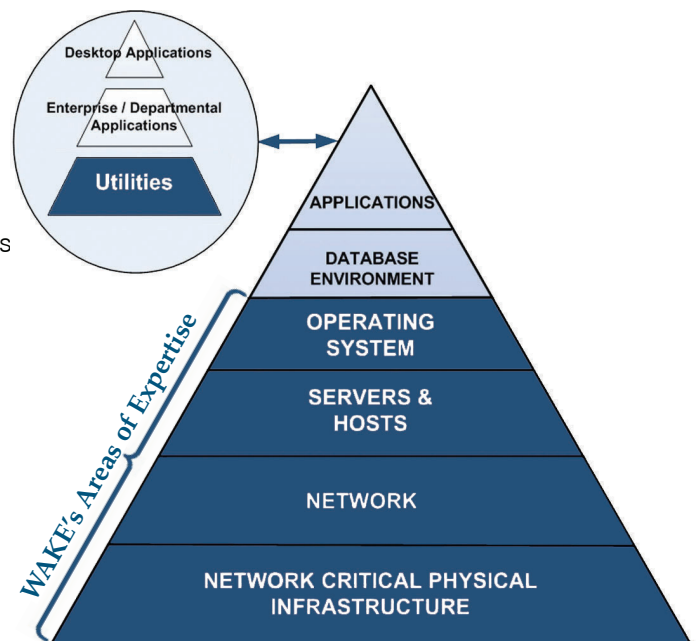 Desktop Applications
Enterprise / Departmental
Applications
Utilities
s
APPLICATIONS
DATABASE
ENVIRONMENT
OPERATING
SYSTEM
SERVERS &
HOSTS
NETWORK
NETWORK CRITICAL PHYSICAL
INFRASTRUCTURE
WAKE's Areas of Expertise